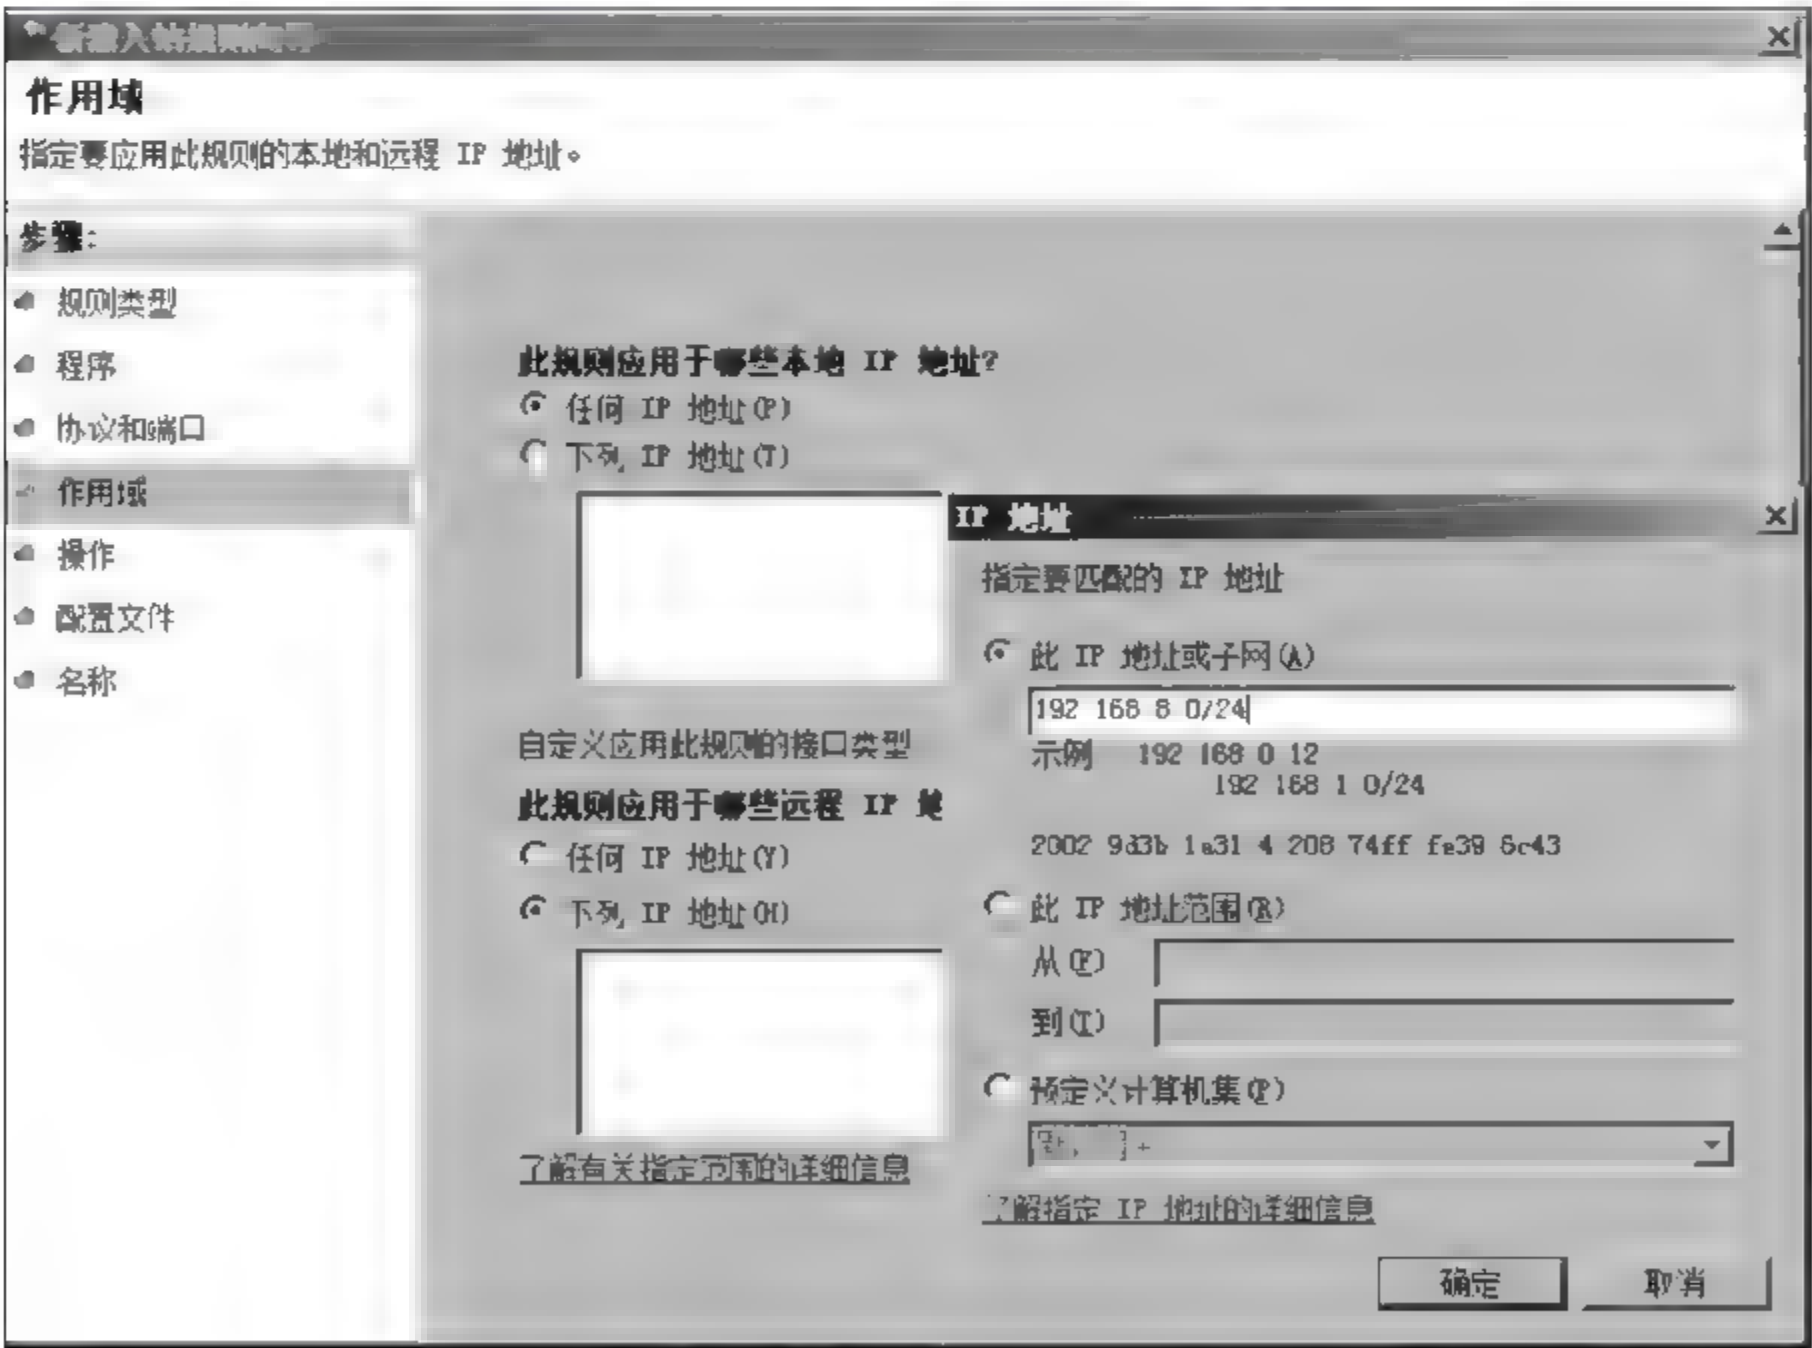 新建入站规则向导
作用域
指定要应用此规则的本地和远程 IP 地址。
步骤:
规则类型
程序
协议和端口
作用域
操作
配置文件
名称
此规则应用于哪些本地 IP 地址?
任何 IP 地址(P)
下列 IP 地址(T)
自定义应用此规则的接口类型
此规则应用于哪些远程 IP 地
任何 IP 地址(Y)
下列 IP 地址(H)
了解有关指定范围的详细信息
IP 地址
指定要匹配的 IP 地址
此 IP 地址或子网(A)
192 168 8 0/24
示例 192 168 0 12
192 168 1 0/24
2002 9d3b 1a31 4 208 74ff fe39 6c43
此 IP 地址范围(R)
从(F)
到(T)
预定义计算机集(P)
了解指定 IP 地址的详细信息
确定
取消